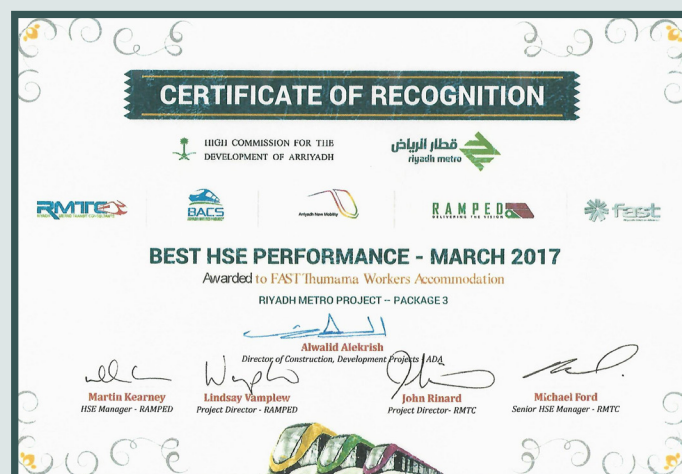 CERTIFICATE OF RECOGNITION
HIGH COMMISSION FOR THE
DEVELOPMENT OF ARRIYADH
قطار الرياض
riyadh metro
RMTC
BACS
Arriyadh New Mobility
RAMPED
DELIVERING THE VISION
fast
BEST HSE PERFORMANCE - MARCH 2017
Awarded to FAST Thumama Workers Accommodation
RIYADH METRO PROJECT – PACKAGE 3
Alwalid Alekrish
Director of Construction, Development Projects / ADA
Martin Kearney
HSE Manager - RAMPED
Lindsay Vamplew
Project Director - RAMPED
John Rinard
Project Director- RMTC
Michael Ford
Senior HSE Manager - RMTC